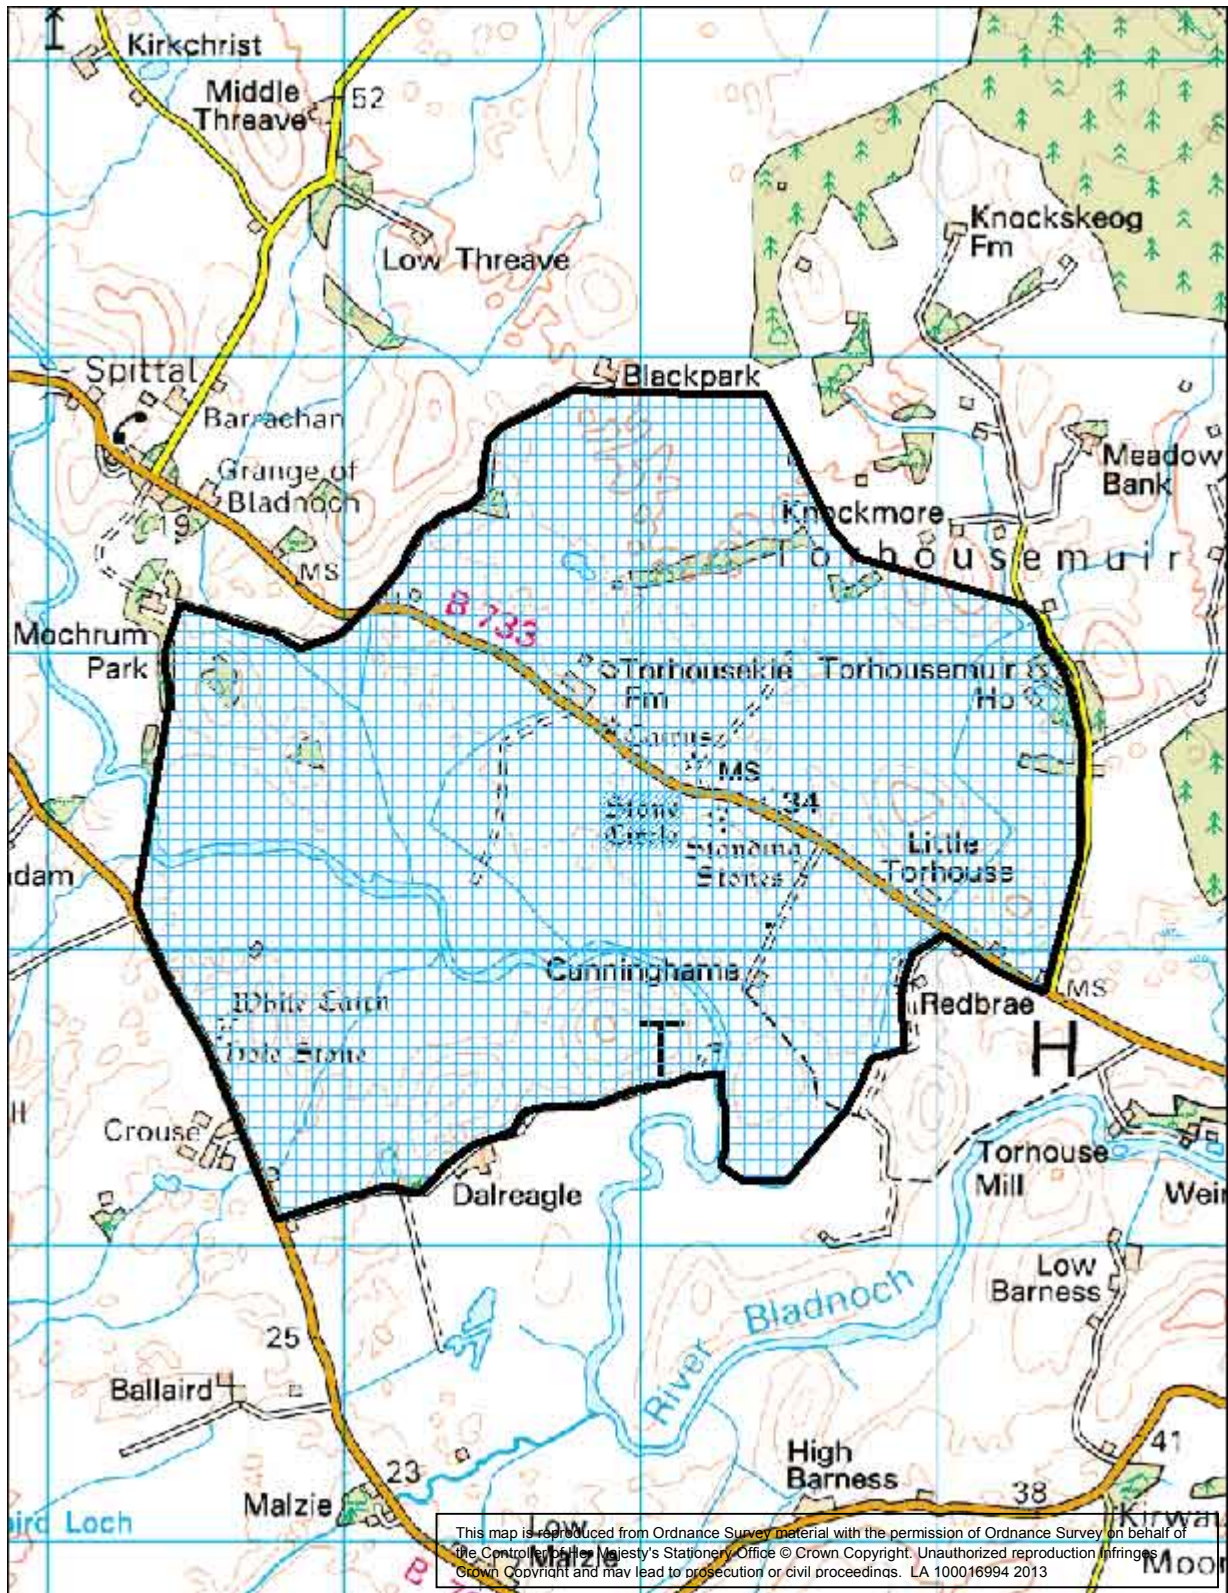 Kirkchrist
Middle
Threave
52
Knockskeog
Fm
Low Threave
Spittal
Blackpark
Barrachan
Grange of
Bladnoch
Meadow
Bank
19
Knockmore
Torhousemuir
MS
B 733
Mochrum
Park
Torhousekie
Fm
Torhousemuir
Ho
Cairns
MS
34
Stone
Circle
Standing
Stones
Little
Torhouse
dam
Cunninghame
White Cairn
Redbrae
MS
Hole Stone
T
H
Crouse
Torhouse
Mill
Dalreagle
Weir
Low
Barness
River Bladnoch
25
Ballaird
High
Barness
41
23
38
Malzie
Loch
Low
Malzie
B
This map is reproduced from Ordnance Survey material with the permission of Ordnance Survey on behalf of
the Controller of Her Majesty's Stationery Office © Crown Copyright. Unauthorized reproduction infringes
Crown Copyright and may lead to prosecution or civil proceedings. LA 100016994 2013